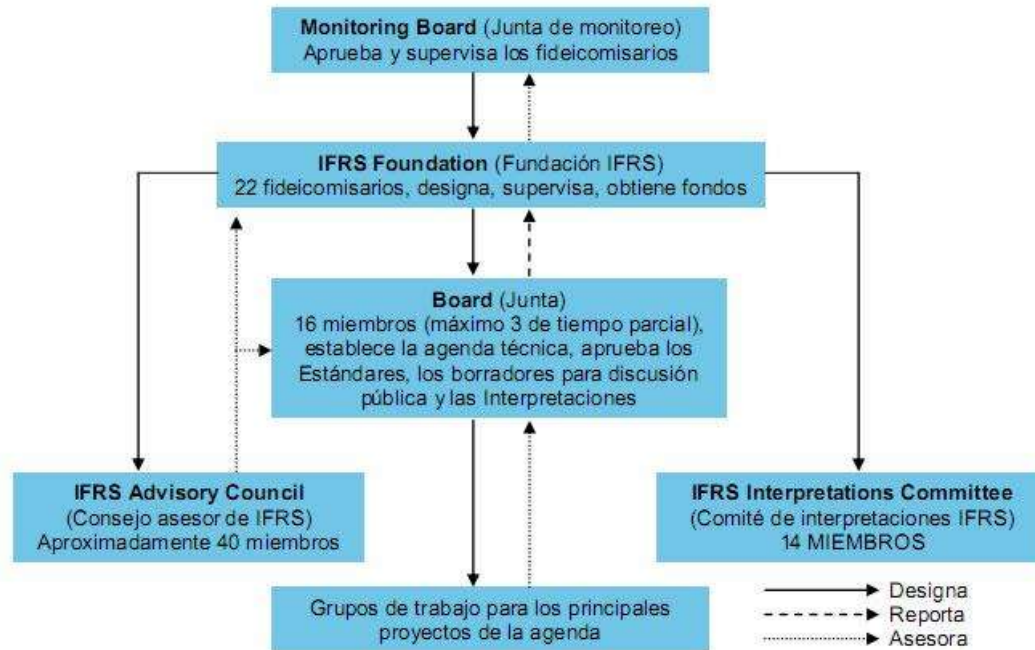 Monitoring Board (Junta de monitoreo)
Aprueba y supervisa los fideicomisarios
IFRS Foundation (Fundación IFRS)
22 fideicomisarios, designa, supervisa, obtiene fondos
Board (Junta)
16 miembros (máximo 3 de tiempo parcial),
establece la agenda técnica, aprueba los
Estándares, los borradores para discusión
pública y las Interpretaciones
IFRS Advisory Council
(Consejo asesor de IFRS)
Aproximadamente 40 miembros
IFRS Interpretations Committee
(Comité de interpretaciones IFRS)
14 MIEMBROS
Grupos de trabajo para los principales
proyectos de la agenda
Designa
Reporta
Asesora